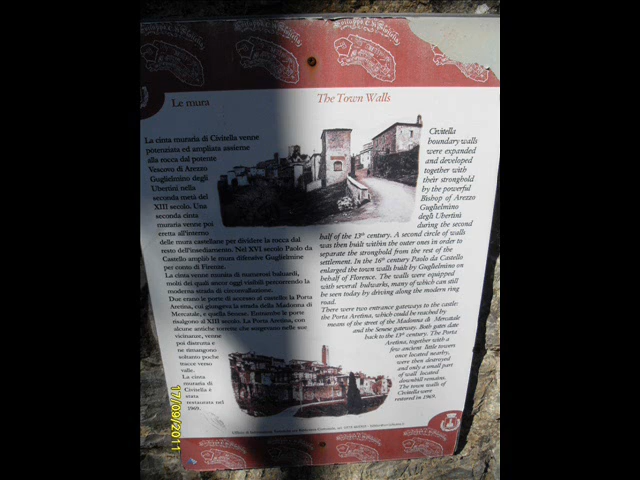 Le mura
The Town Walls
La cinta muraria di Civitella venne
potenziata ed ampliata assieme
alla rocca dal potente
Vescovo di Arezzo
Guglielmino degli
Ubertini nella
seconda metà del
XIII secolo. Una
seconda cinta
muraria venne poi
eretta all'interno
delle mura castellane per dividere la rocca dal
resto dell'insediamento. Nel XVI secolo Paolo da
Castello ampliò le mura difensive Guglielmine
per conto di Firenze.
La cinta venne munita di numerosi baluardi,
molti dei quali ancor oggi visibili percorrendo la
moderna strada di circonvallazione.
Due erano le porte di accesso al castello: la Porta
Aretina, cui giungeva la strada della Madonna di
Mercatale, e quella Senese. Entrambe le porte
risalgono al XIII secolo. La Porta Aretina, con
alcune antiche torrette che sorgevano nelle sue
vicinanze, venne
poi distrutta e
ne rimangono
soltanto poche
tracce verso
valle.
La cinta
muraria di
Civitella è
stata
restaurata nel
1969.
Civitella
boundary walls
were expanded
and developed
together with
their stronghold
by the powerful
Bishop of Arezzo
Guglielmino
degli Ubertini
during the second
half of the 13th century. A second circle of walls
was then built within the outer ones in order to
separate the stronghold from the rest of the
settlement. In the 16th century Paolo da Castello
enlarged the town walls built by Guglielmino on
behalf of Florence. The walls were equipped
with several bulwarks, many of which can still
be seen today by driving along the modern ring
road.
There were two entrance gateways to the castle:
the Porta Aretina, which could be reached by
means of the street of the Madonna di Mercatale
and the Senese gateway. Both gates date
back to the 13th century. The Porta
Aretina, together with a
few ancient little towers
once located nearby,
were then destroyed
and only a small part
of wall located
downhill remains.
The town walls of
Civitella were
restored in 1969.
17/09/2011